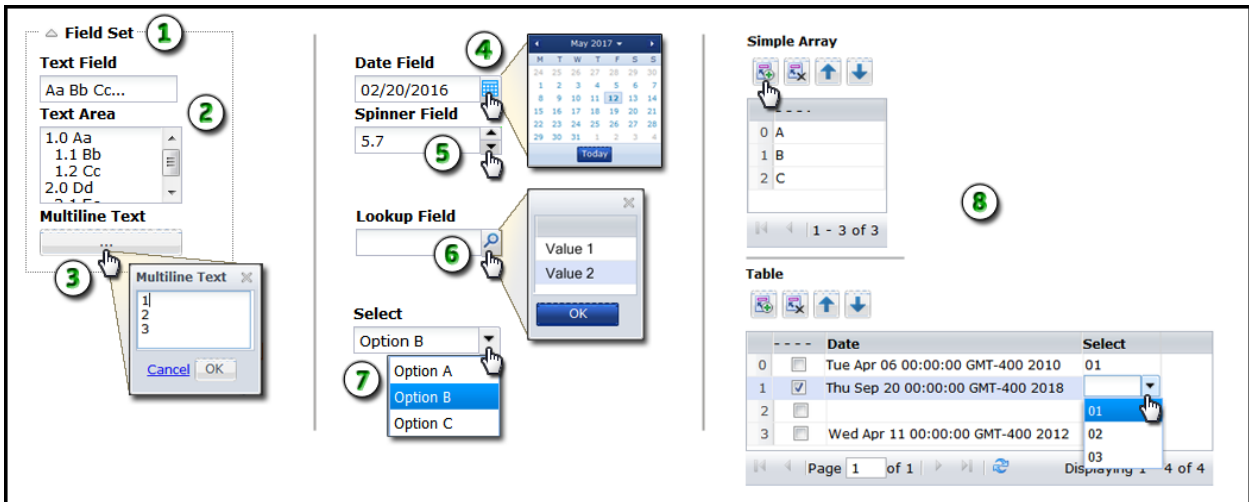 Field Set
1
Text Field
Aa Bb Cc...
Text Area
2
1.0 Aa
1.1 Bb
1.2 Cc
2.0 Dd
Multiline Text
...
3
Multiline Text
1
2
3
Cancel OK
Date Field
4
02/20/2016
May 2017
M T W T F S S
24 25 26 27 28 29 30
1 2 3 4 5 6 7
8 9 10 11 12 13 14
15 16 17 18 19 20 21
22 23 24 25 26 27 28
29 30 31 1 2 3 4
Today
Spinner Field
5.7
5
Lookup Field
6
Value 1
Value 2
OK
Select
Option B
7
Option A
Option B
Option C
Simple Array
- - - -
0 A
1 B
2 C
1 - 3 of 3
8
Table
- - - - Date Select
0 Tue Apr 06 00:00:00 GMT-400 2010 01
1 Thu Sep 20 00:00:00 GMT-400 2018
2
3 Wed Apr 11 00:00:00 GMT-400 2012
01
02
03
Page 1 of 1
4 of 4